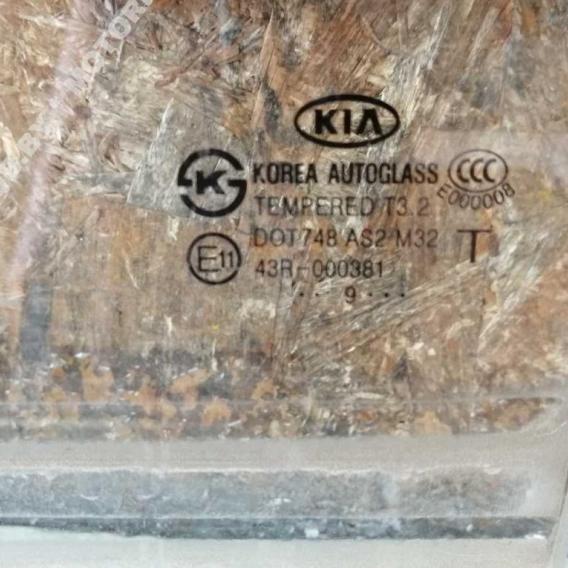 KIA
K
KOREA AUTOGLASS
CCC
E000008
TEMPERED T3.2
DOT748 AS2 M32
T
E11
43R-000381
·· 9 ···